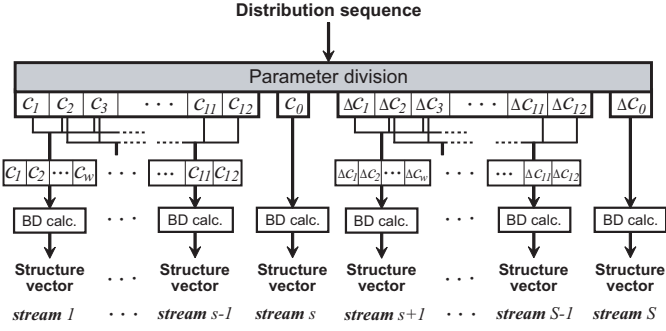 Distribution sequence
Parameter division
C1 C2 C3 · · · C11 C12 C0 ΔC1 ΔC2 ΔC3 · · · ΔC11 ΔC12 ΔC0
C1 C2 ··· Cw · · · ··· C11 C12 ΔC1 ΔC2 ··· ΔCw · · · ··· ΔC11 ΔC12
BD calc. · · · BD calc. BD calc. BD calc. · · · BD calc. BD calc.
Structure Structure Structure Structure Structure Structure
vector · · · vector vector vector · · · vector vector
stream 1 · · · stream s-1 stream s stream s+1 · · · stream S-1 stream S